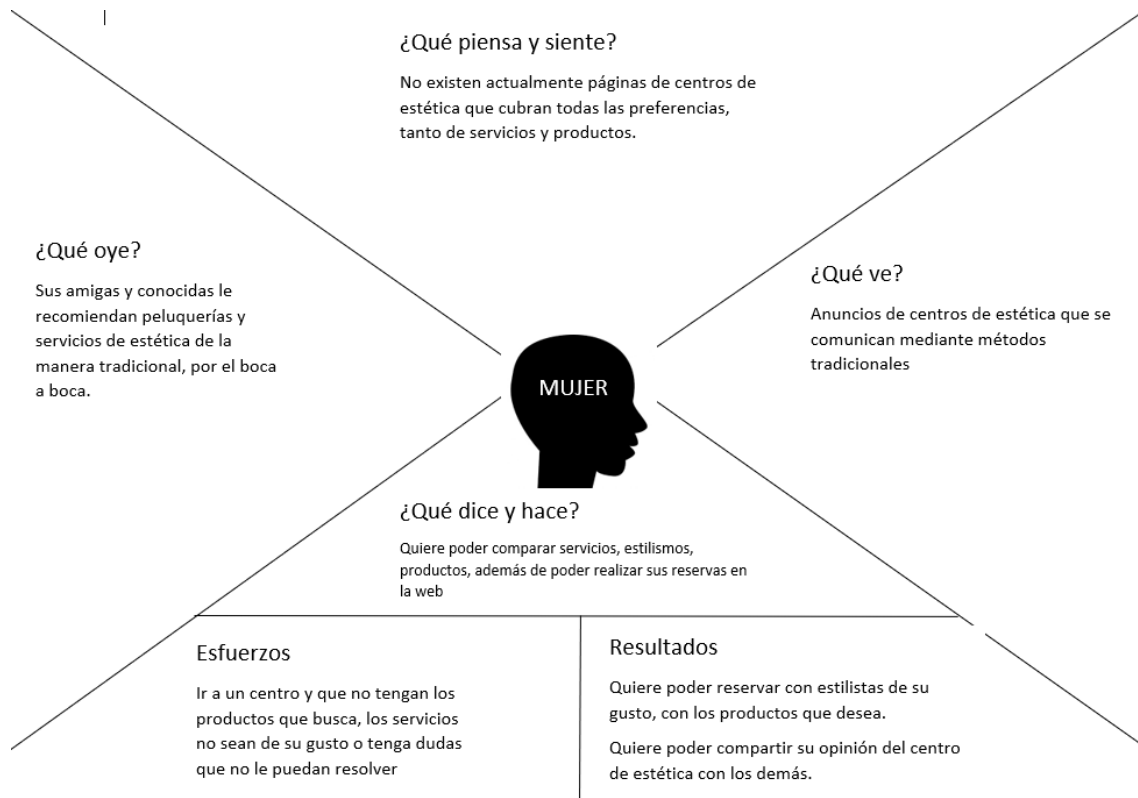 ¿Qué piensa y siente?
No existen actualmente páginas de centros de
estética que cubran todas las preferencias,
tanto de servicios y productos.
¿Qué oye?
Sus amigas y conocidas le
recomiendan peluquerías y
servicios de estética de la
manera tradicional, por el boca
a boca.
¿Qué ve?
Anuncios de centros de estética que se
comunican mediante métodos
tradicionales
MUJER
¿Qué dice y hace?
Quiere poder comparar servicios, estilismos,
productos, además de poder realizar sus reservas en
la web
Esfuerzos
Ir a un centro y que no tengan los
productos que busca, los servicios
no sean de su gusto o tenga dudas
que no le puedan resolver
Resultados
Quiere poder reservar con estilistas de su
gusto, con los productos que desea.
Quiere poder compartir su opinión del centro
de estética con los demás.